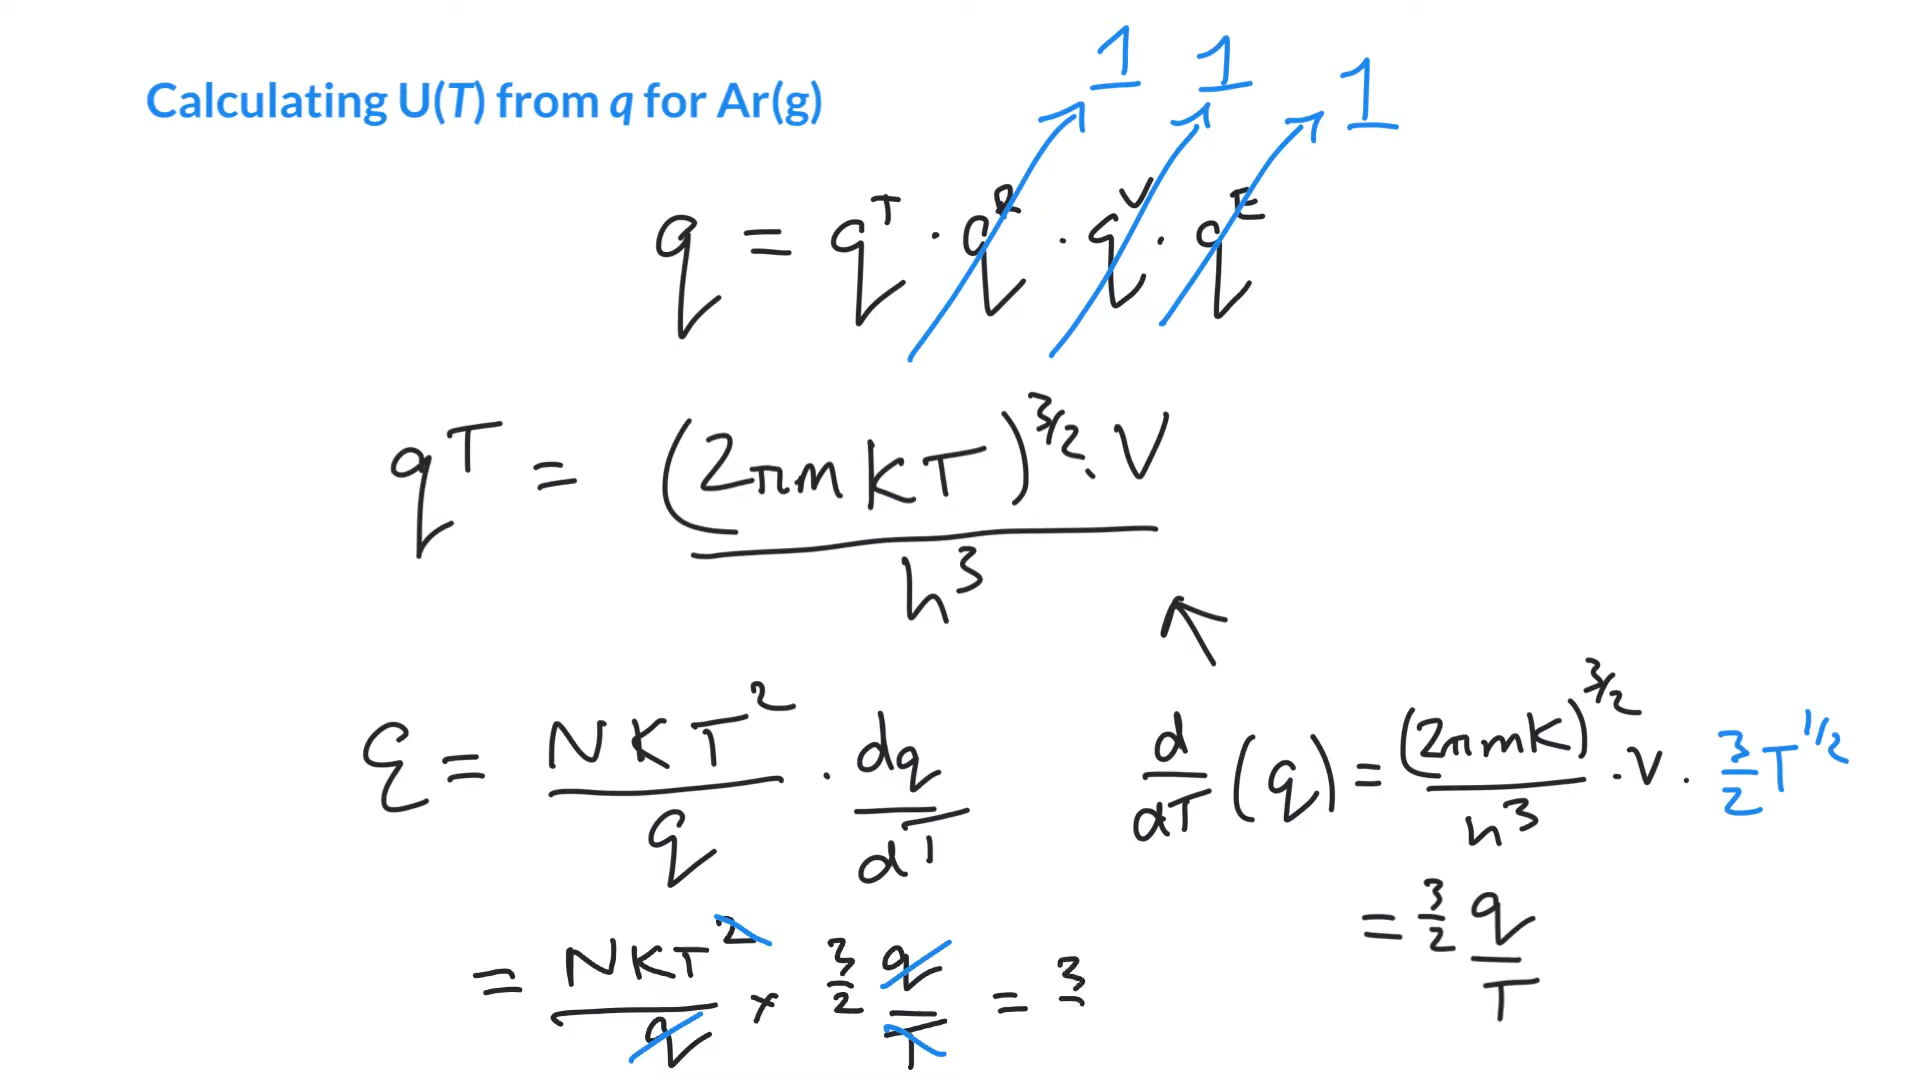 1 1 1
Calculating U(T) from q for Ar(g)
q = q^T · q^R · q^V · q^E
q^T = (2πmKT)^3/2 · V / h^3
ε = NKT^2 / q · dq / dT
d/dT (q) = (2πmK)^3/2 / h^3 · V · 3/2 T^1/2
= NKT^2 / q × 3/2 q/T = 3
= 3/2 q/T